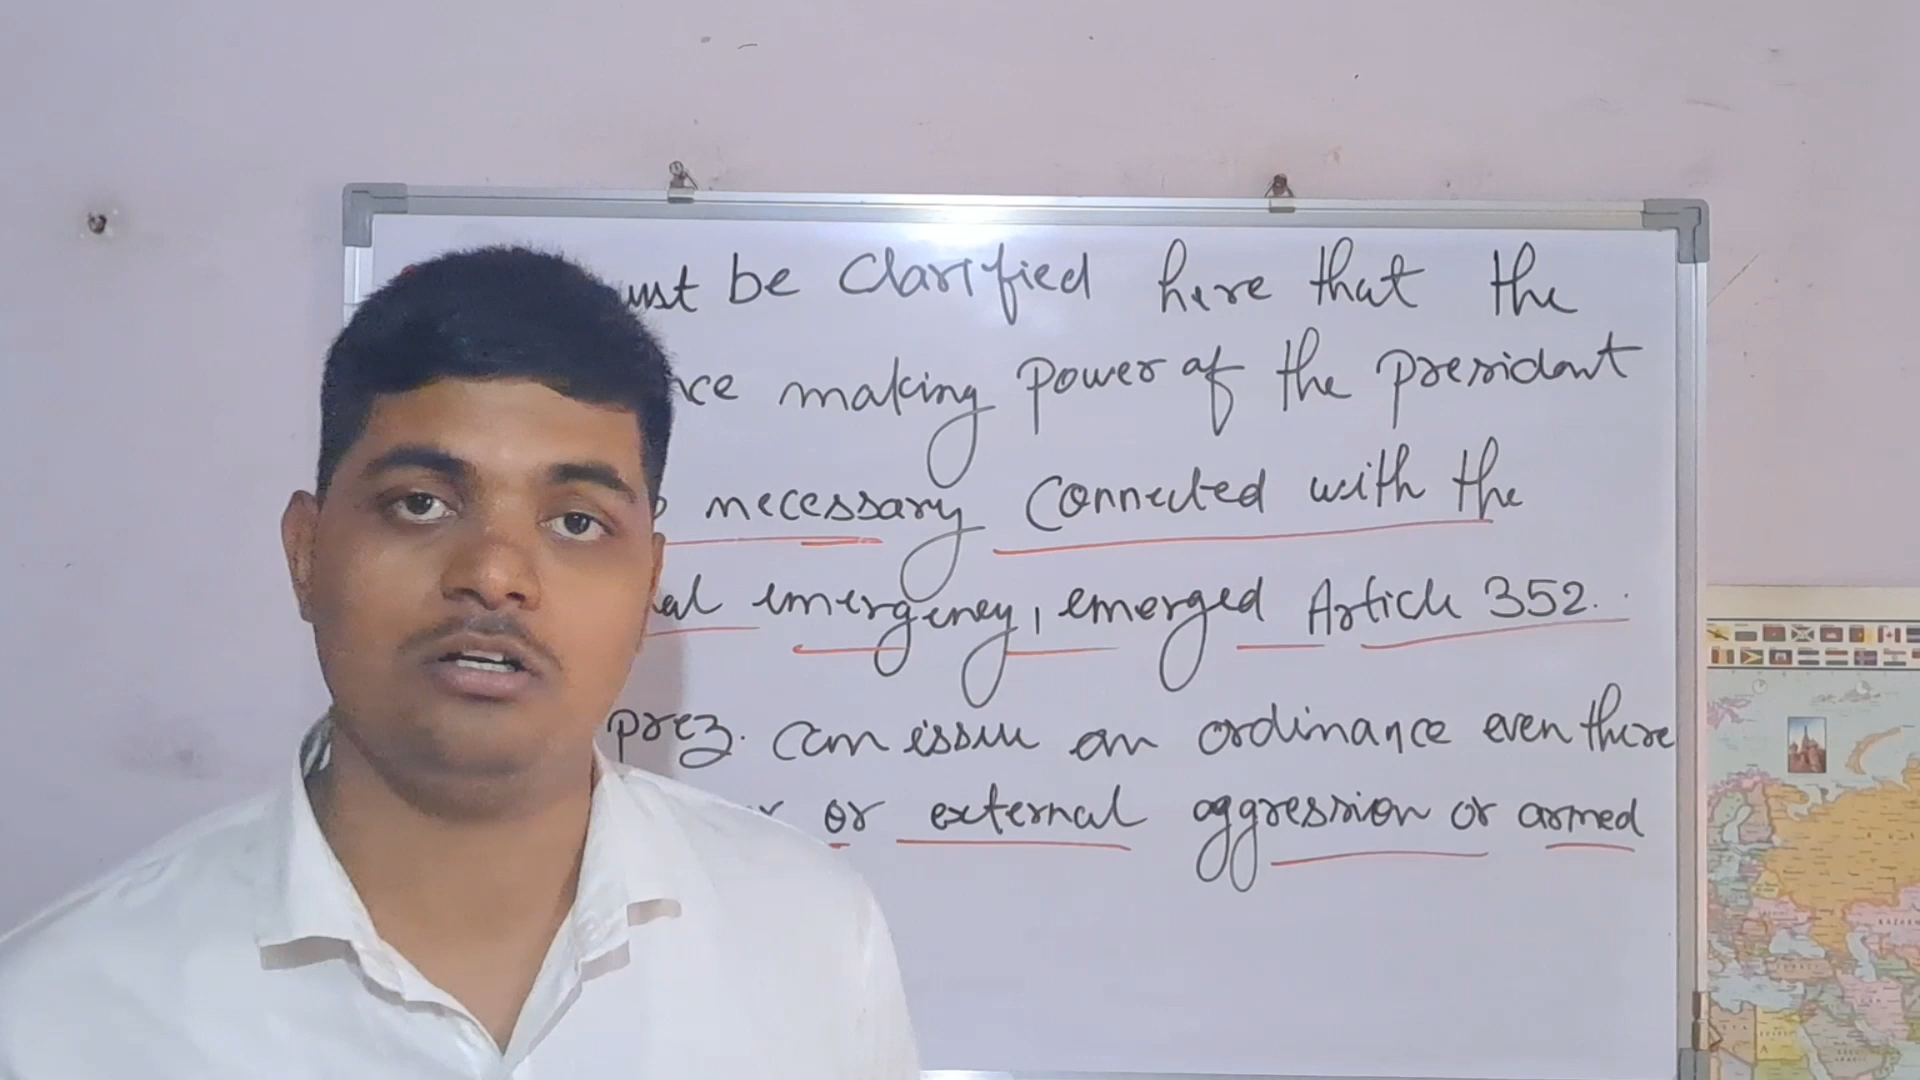 ust be Clarified here that the
nce making power of the president
necessary connected with the
al emergency, emerged Article 352.
prez. can issue an ordinance even there
or external aggression or armed